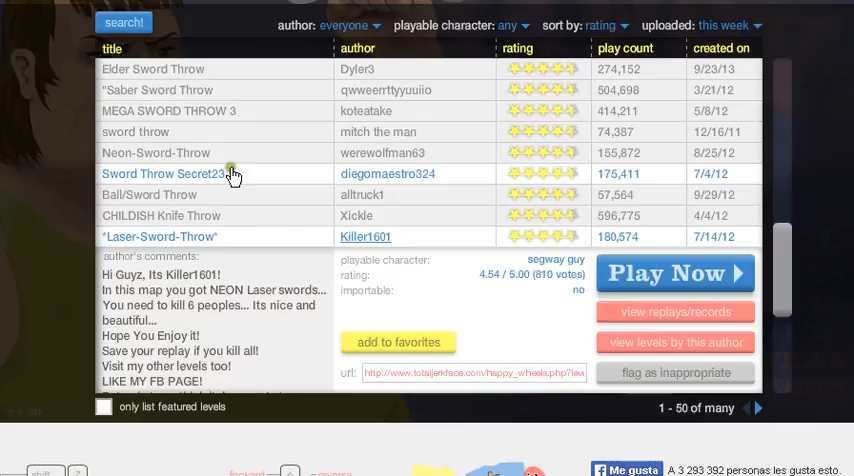 search!
author: everyone playable character: any sort by: rating uploaded: this week
title author rating play count created on
Elder Sword Throw Dyler3 274,152 9/23/13
"Saber Sword Throw qwweerrttyyuuiio 504,698 3/21/12
MEGA SWORD THROW 3 koteatake 414,211 5/8/12
sword throw mitch the man 74,387 12/16/11
Neon-Sword-Throw werewolfman63 155,872 8/25/12
Sword Throw Secret23 diegomaestro324 175,411 7/4/12
Ball/Sword Throw alltruck1 57,564 9/29/12
CHILDISH Knife Throw Xickle 596,775 4/4/12
*Laser-Sword-Throw* Killer1601 180,574 7/14/12
author's comments:
Hi Guyz, Its Killer1601!
In this map you got NEON Laser swords...
You need to kill 6 peoples... Its nice and
beautiful...
Hope You Enjoy it!
Save your replay if you kill all!
Visit my other levels too!
LIKE MY FB PAGE!
playable character: segway guy
rating: 4.54 / 5.00 (810 votes)
importable: no
add to favorites
url: http://www.totaljerkface.com/happy_wheels.php?lev
Play Now
view replays/records
view levels by this author
flag as inappropriate
only list featured levels
1 - 50 of many
shift Z forward reverse
Me gusta A 3 293 392 personas les gusta esto.